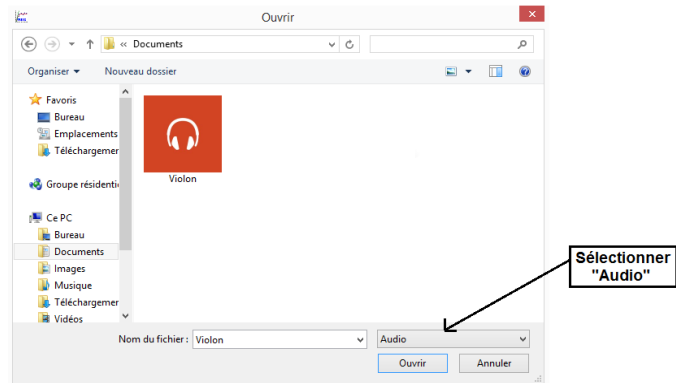 Ouvrir
« Documents
Organiser
Nouveau dossier
Favoris
Bureau
Emplacements
Téléchargemer
Groupe résidenti
Ce PC
Bureau
Documents
Images
Musique
Téléchargemer
Vidéos
Violon
Sélectionner
"Audio"
Nom du fichier : Violon
Audio
Ouvrir
Annuler